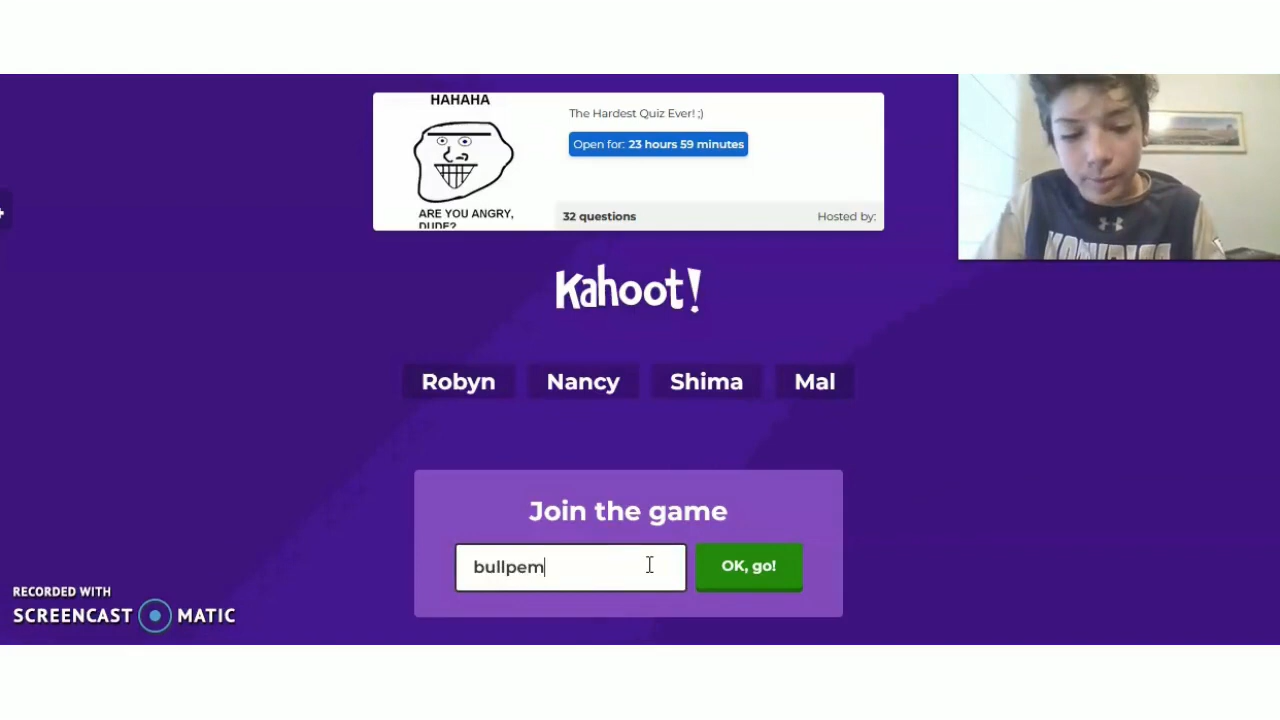 HAHAHA
ARE YOU ANGRY,
DUDE?
The Hardest Quiz Ever! ;)
Open for: 23 hours 59 minutes
32 questions
Hosted by:
Kahoot!
Robyn
Nancy
Shima
Mal
Join the game
bullpem
OK, go!
RECORDED WITH
SCREENCAST MATIC